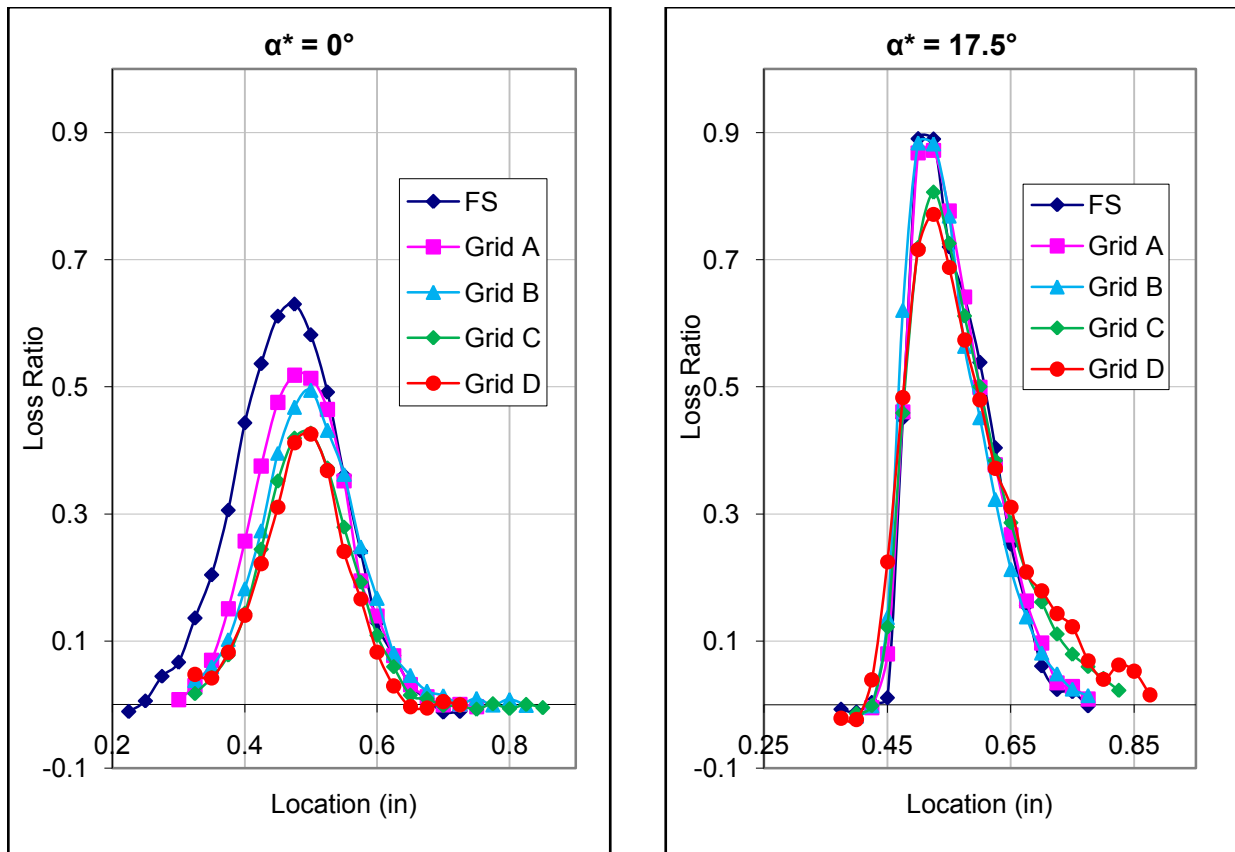 α* = 0°
0.9
0.7
0.5
0.3
0.1
-0.1
Loss Ratio
FS
Grid A
Grid B
Grid C
Grid D
0.2
0.4
0.6
0.8
Location (in)
α* = 17.5°
0.9
0.7
0.5
0.3
0.1
-0.1
Loss Ratio
FS
Grid A
Grid B
Grid C
Grid D
0.25
0.45
0.65
0.85
Location (in)